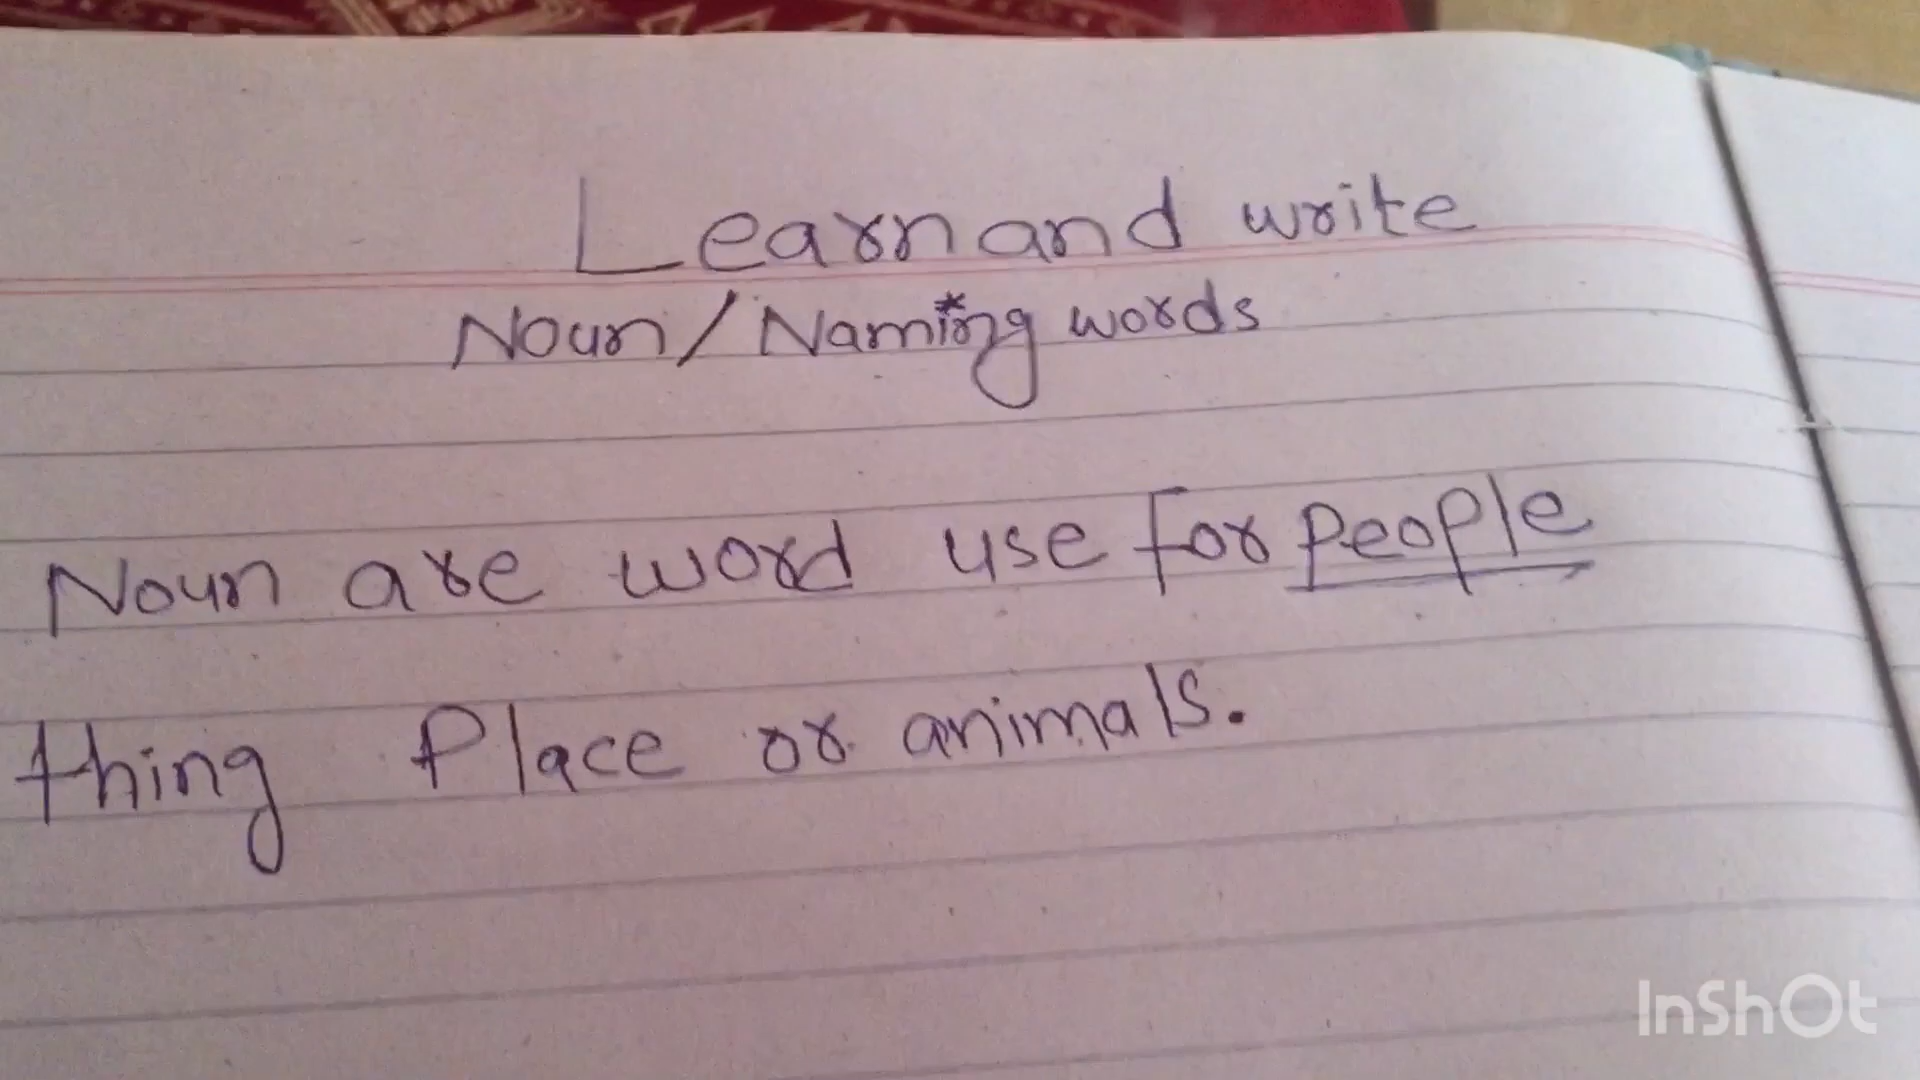 Learn and write
Noun / Naming words
Noun are word use for people
thing Place or animals.
InShOt